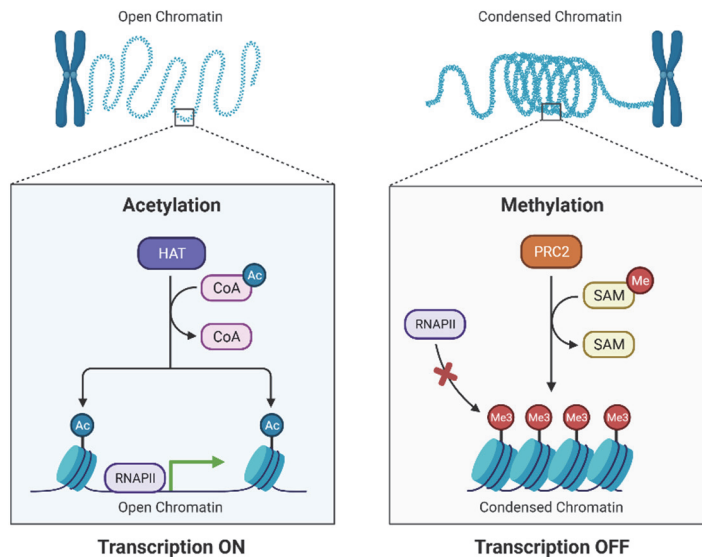 Open Chromatin
Acetylation
HAT
Ac
CoA
CoA
Ac
Ac
RNAPII
Open Chromatin
Transcription ON
Condensed Chromatin
Methylation
PRC2
Me
SAM
RNAPII
SAM
Me3
Me3
Me3
Me3
Condensed Chromatin
Transcription OFF